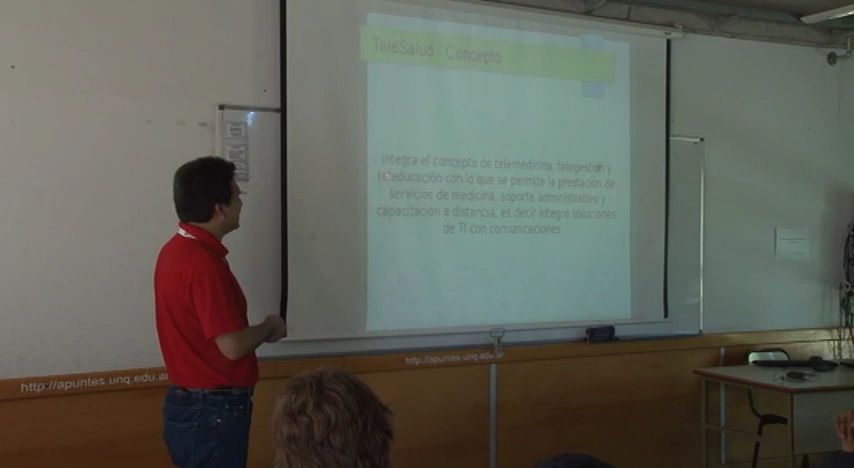 TeleSalud - Concepto
Integra el concepto de telemedicina, telegestión y
teleducación con lo que se permite la prestación de
servicios de medicina, soporte administrativo y
capacitación a distancia, es decir integra soluciones
de TI con comunicaciones.
http://apuntes.unq.edu.ar
http://apuntes.unq.edu.ar